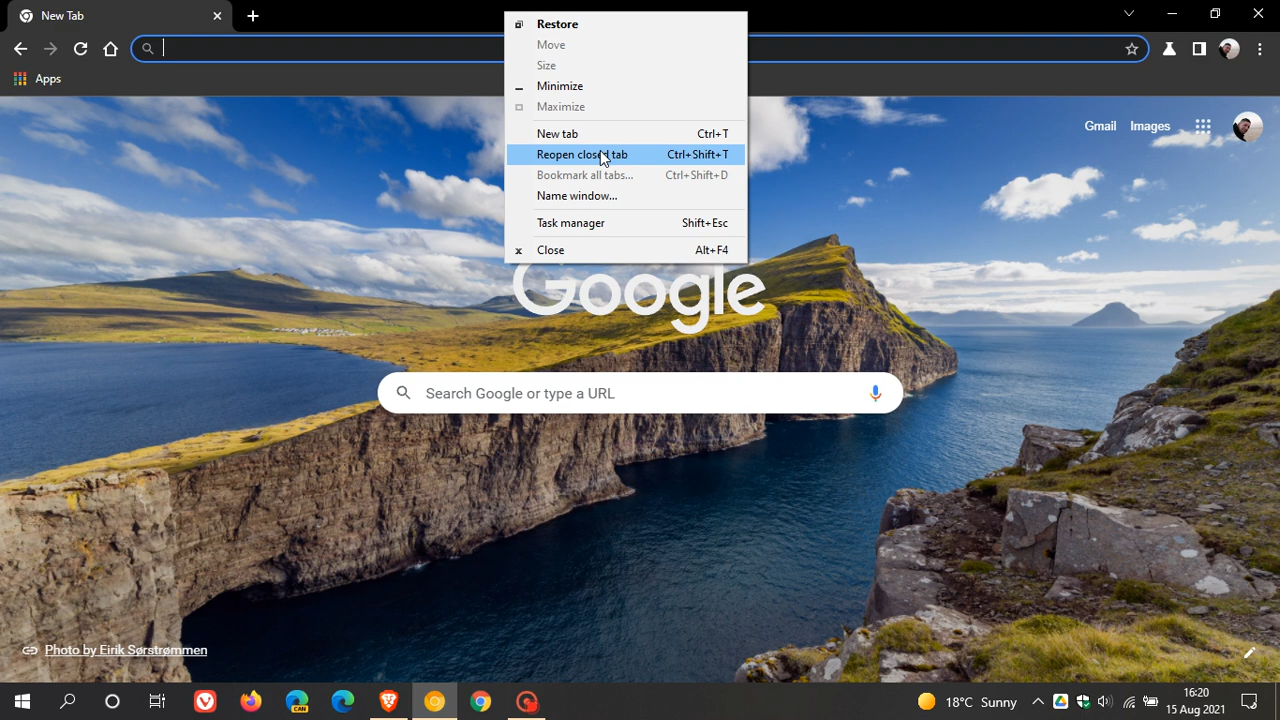 New Tab
Apps
Restore
Move
Size
Minimize
Maximize
New tab Ctrl+T
Reopen closed tab Ctrl+Shift+T
Bookmark all tabs... Ctrl+Shift+D
Name window...
Task manager Shift+Esc
Close Alt+F4
Gmail Images
Google
Search Google or type a URL
Photo by Eirik Sørstrømmen
CAN
18°C Sunny
16:20
15 Aug 2021